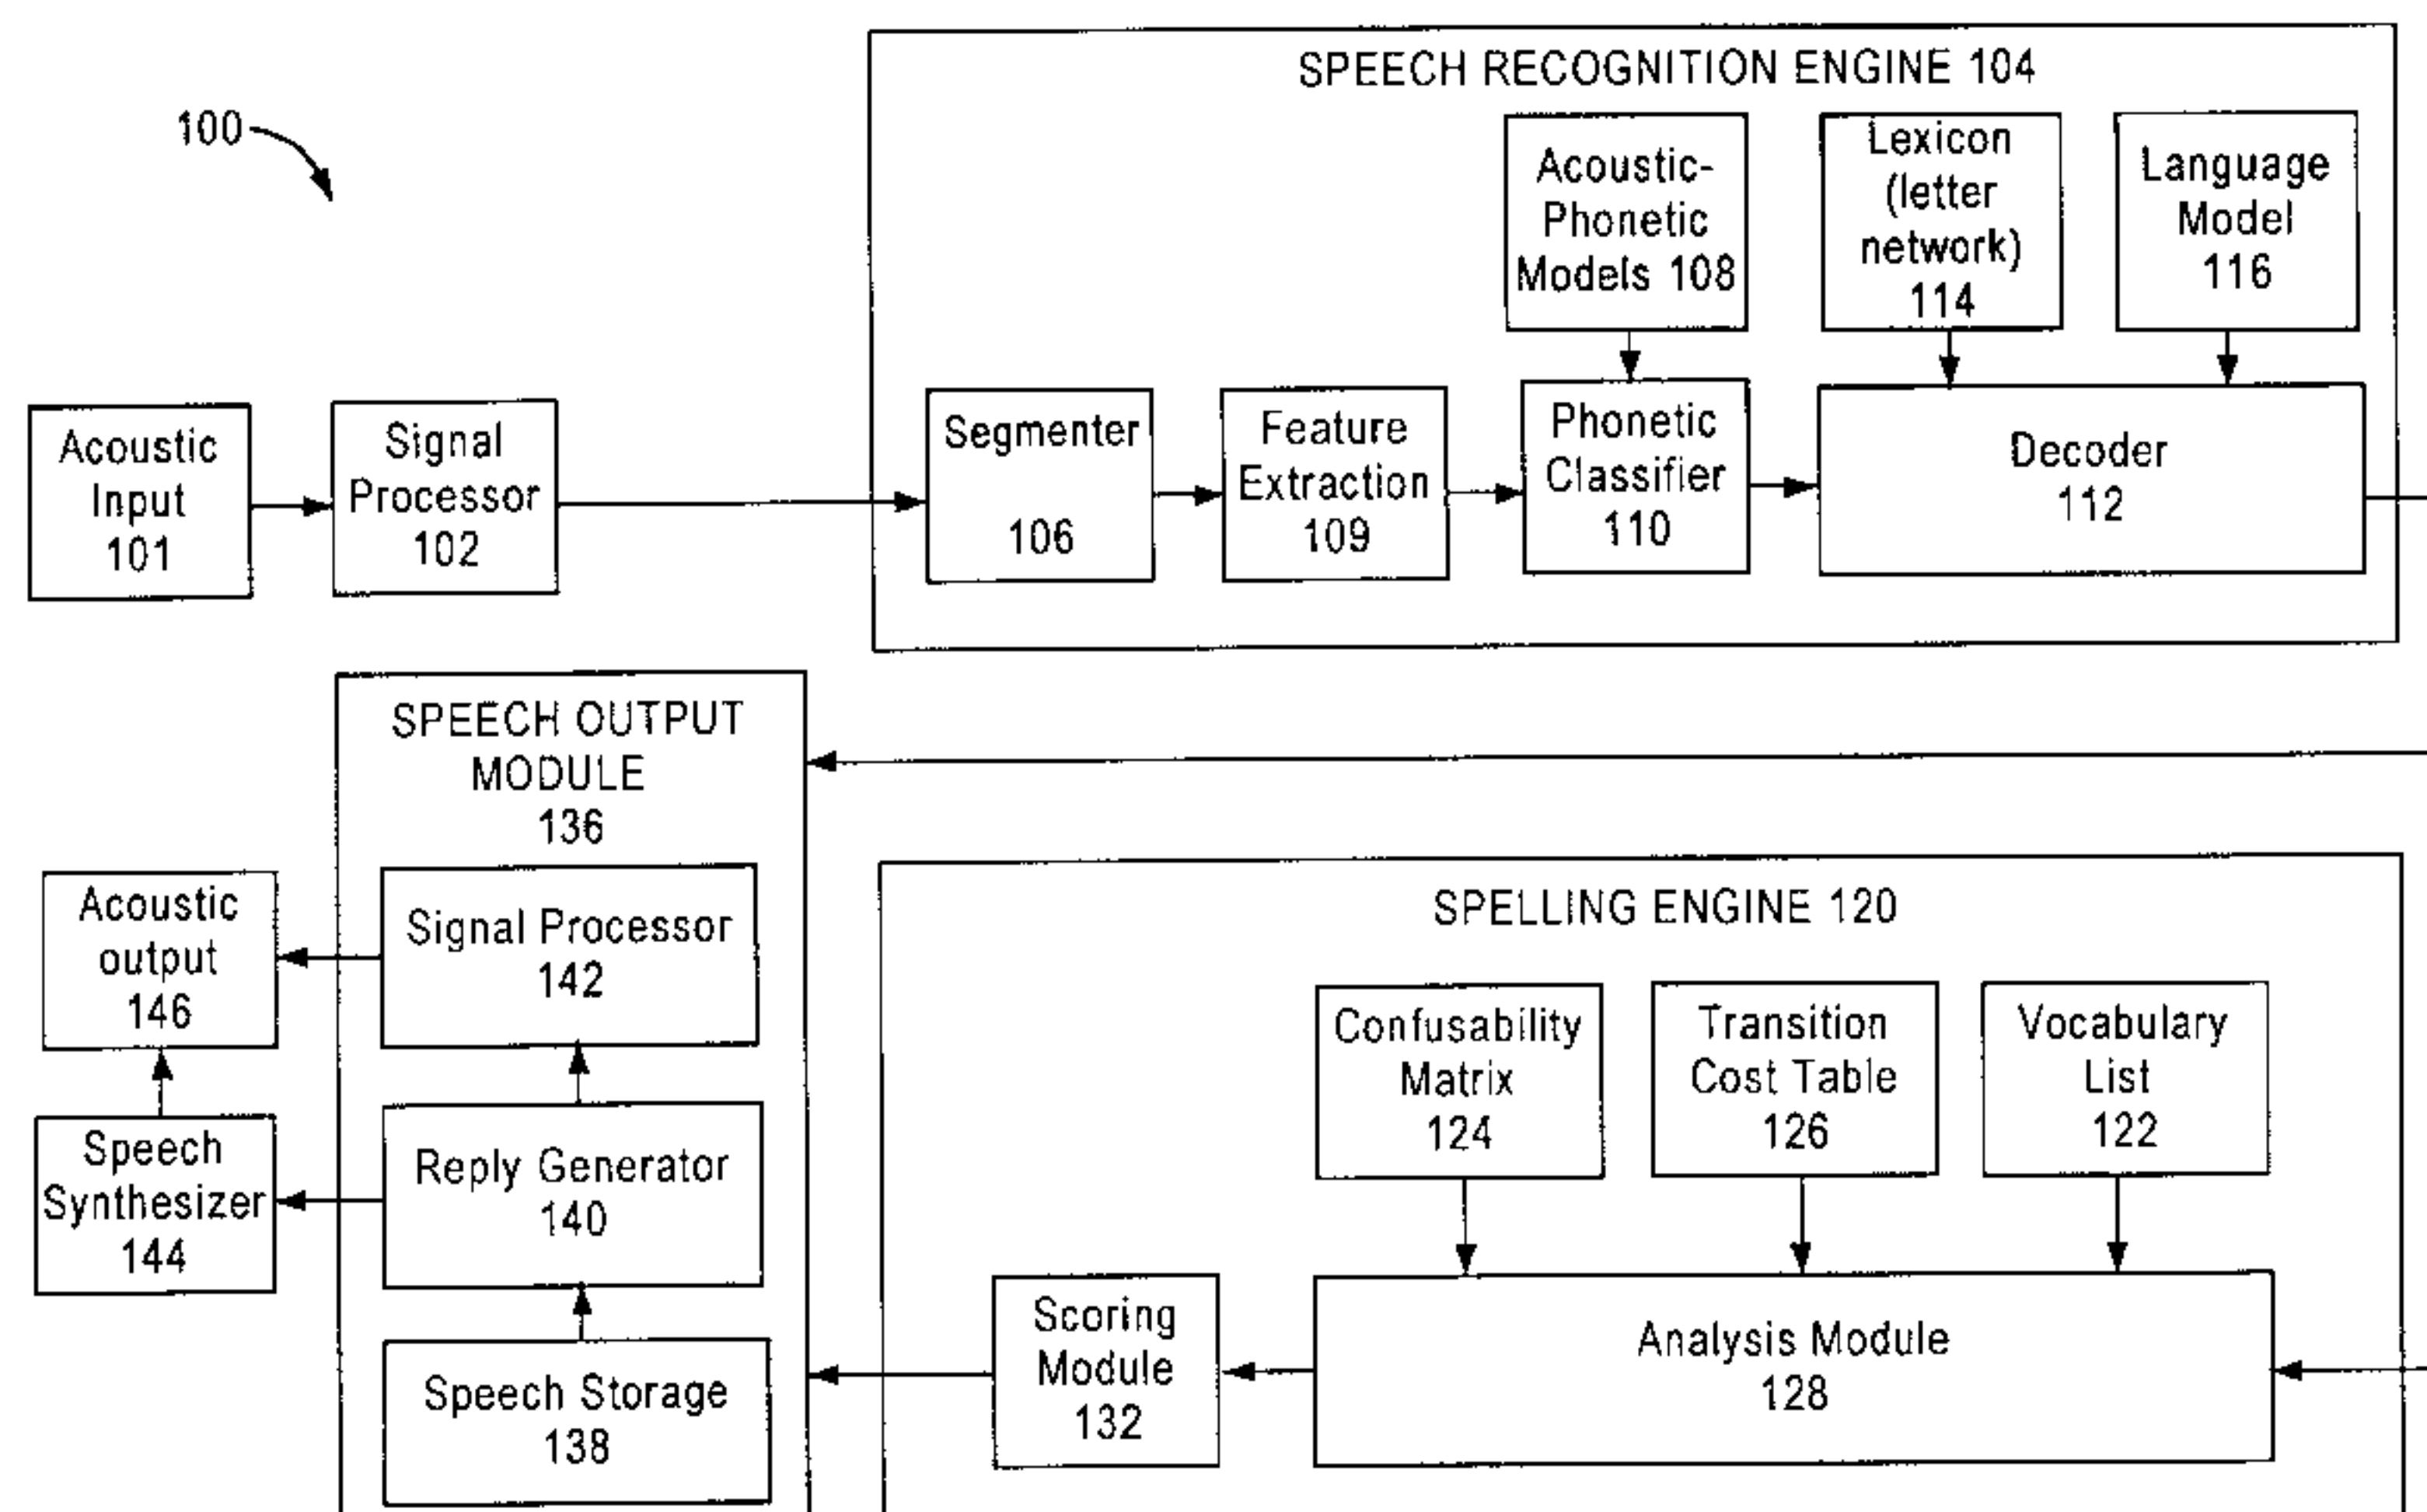 100
SPEECH RECOGNITION ENGINE 104
Acoustic-
Phonetic
Models 108
Lexicon
(letter
network)
114
Language
Model
116
Acoustic
Input
101
Signal
Processor
102
Segmenter
106
Feature
Extraction
109
Phonetic
Classifier
110
Decoder
112
SPEECH OUTPUT
MODULE
136
Acoustic
output
146
Signal Processor
142
Speech
Synthesizer
144
Reply Generator
140
Speech Storage
138
SPELLING ENGINE 120
Confusability
Matrix
124
Transition
Cost Table
126
Vocabulary
List
122
Scoring
Module
132
Analysis Module
128